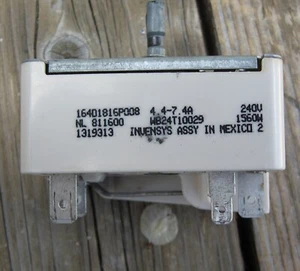 164D1816P008 4.4-7.4A 240V
NL 811600 WB24T10029 1560W
1319313 INVENSYS ASSY IN MEXICO 2